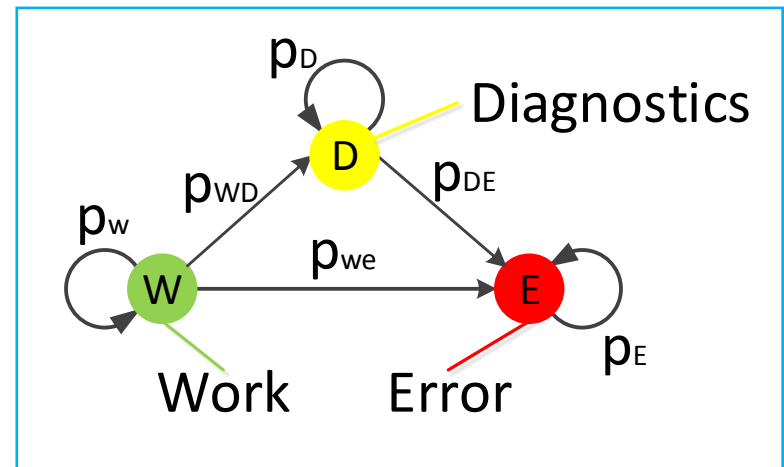 pD
Diagnostics
D
pWD
pDE
pw
pwe
W
E
pE
Work
Error